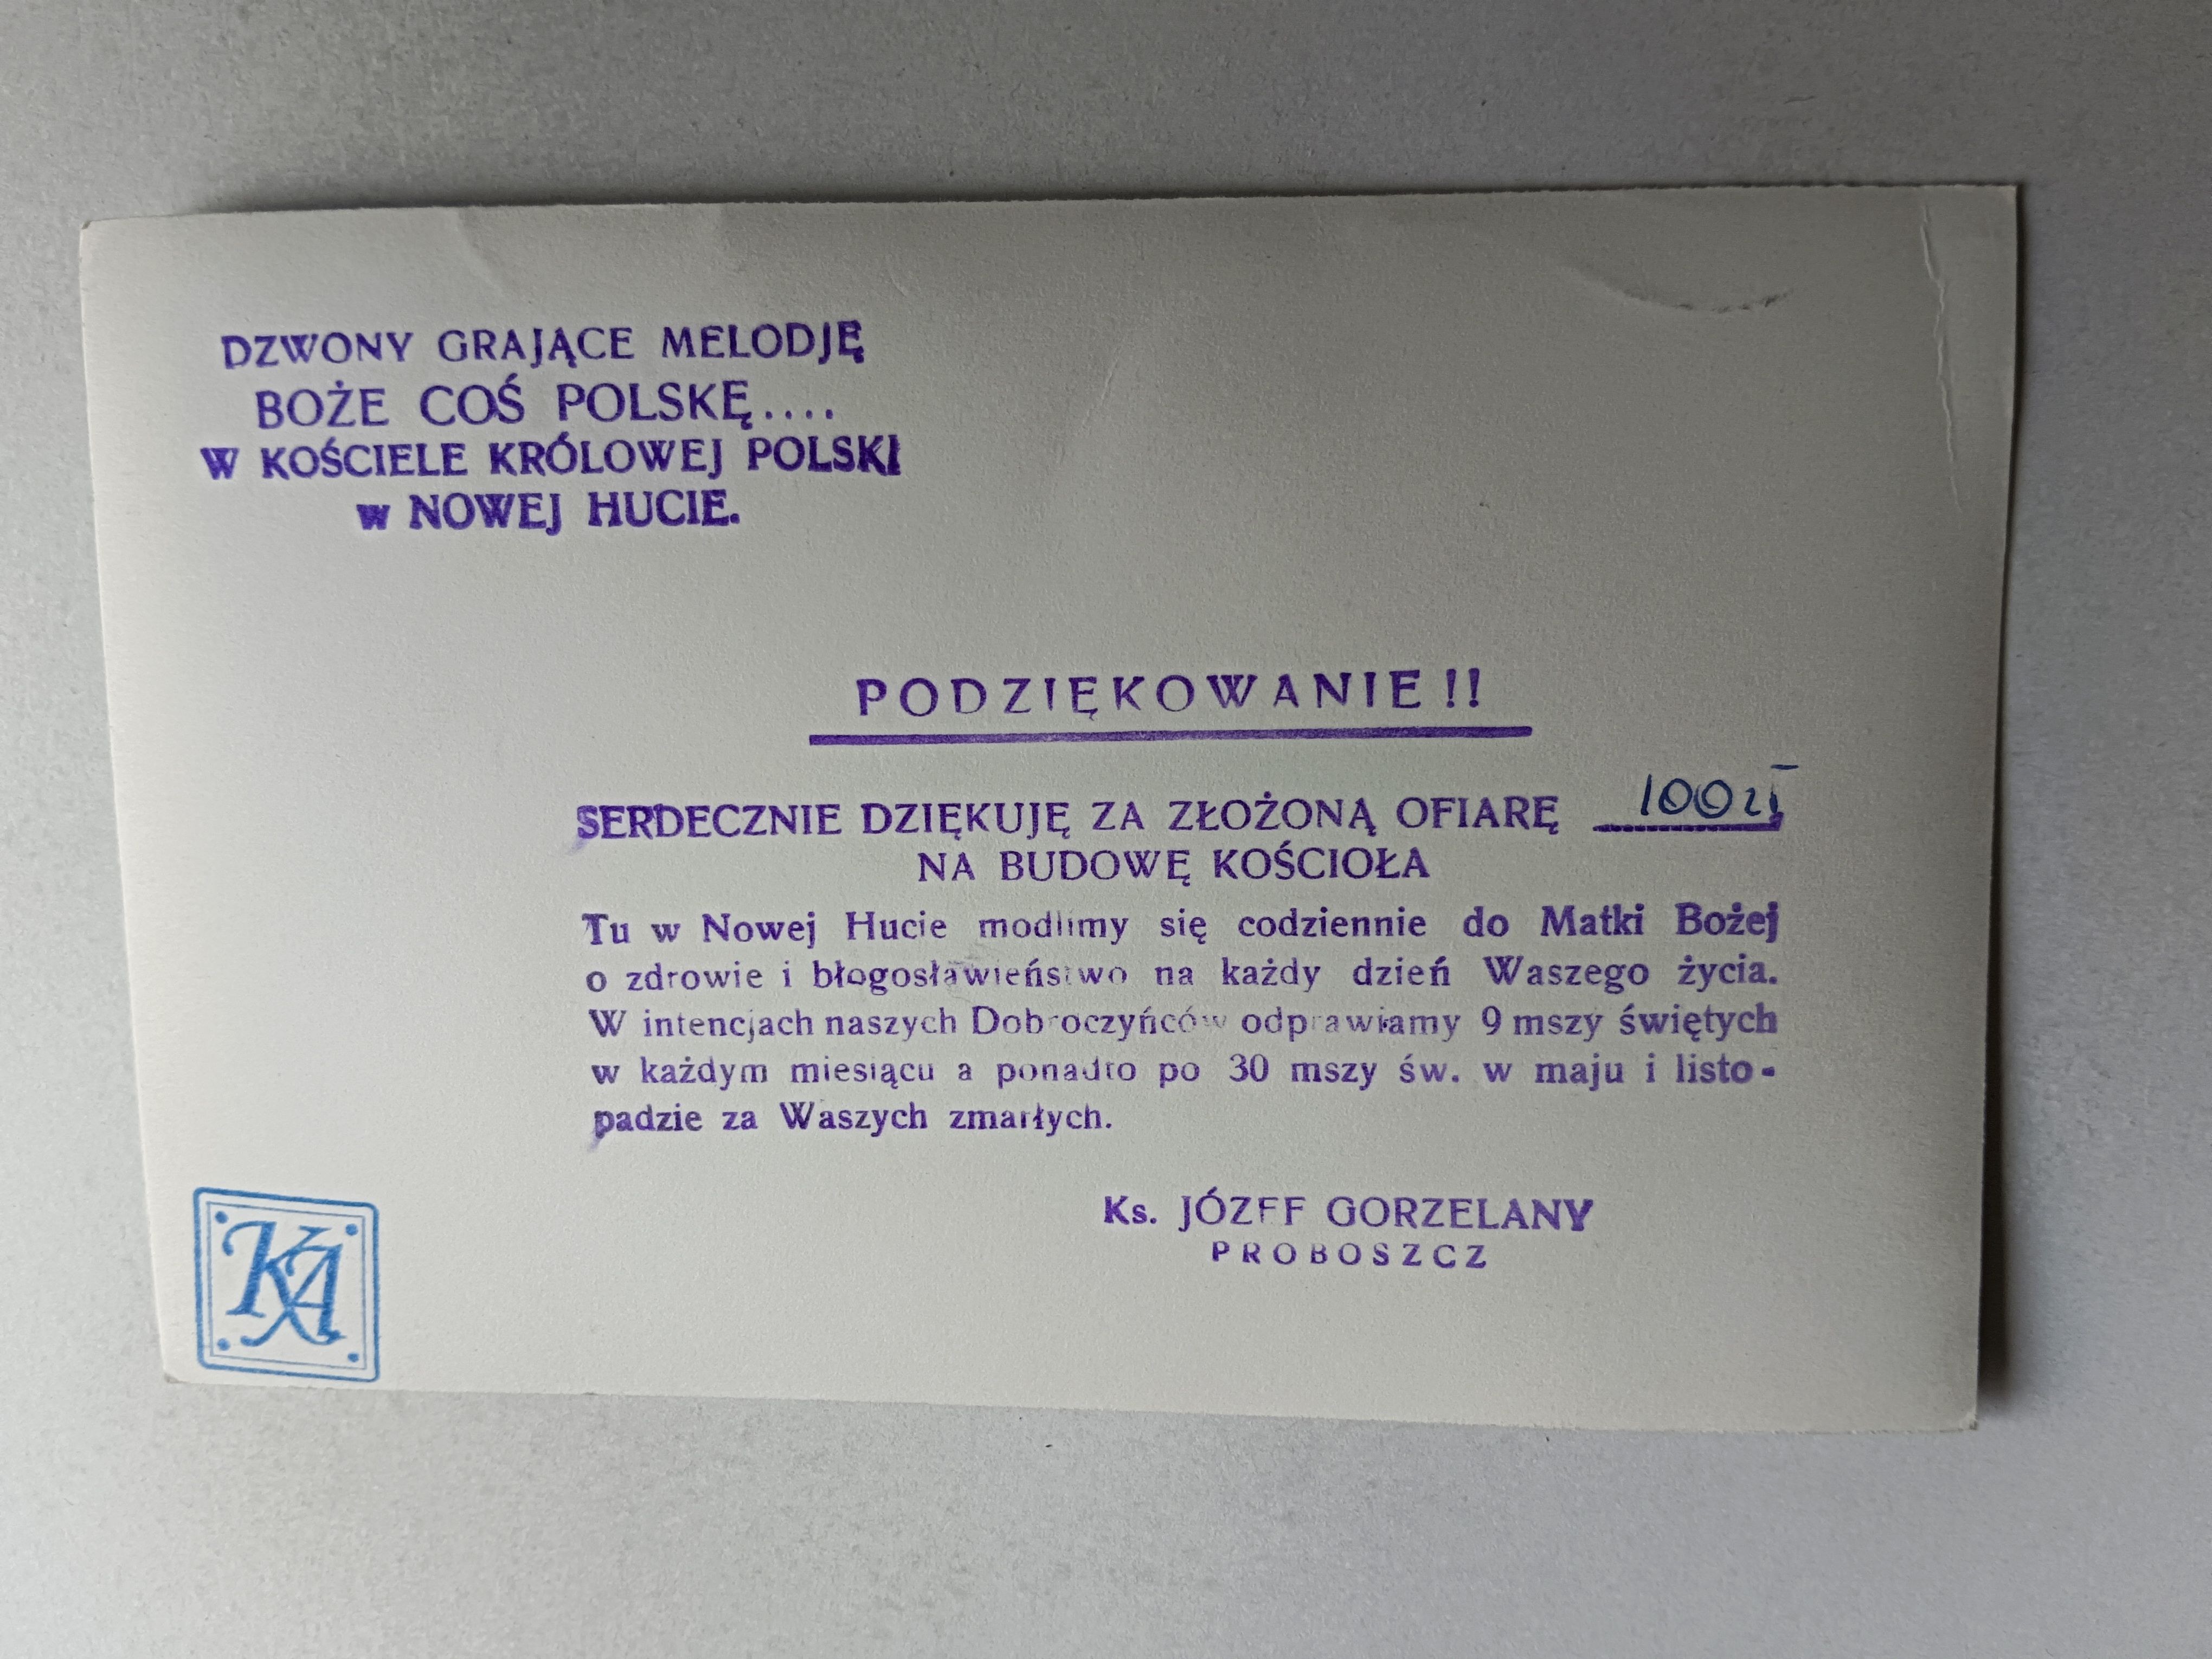 DZWONY GRAJĄCE MELODJĘ
BOŻE COŚ POLSKĘ....
W KOŚCIELE KRÓLOWEJ POLSKI
w NOWEJ HUCIE.
PODZIĘKOWANIE!!
SERDECZNIE DZIĘKUJĘ ZA ZŁOŻONĄ OFIARĘ 100 zł
NA BUDOWĘ KOŚCIOŁA
Tu w Nowej Hucie modlimy się codziennie do Matki Bożej
o zdrowie i błogosławieństwo na każdy dzień Waszego życia.
W intencjach naszych Dobroczyńców odprawiamy 9 mszy świętych
w każdym miesiącu a ponadto po 30 mszy św. w maju i listo-
padzie za Waszych zmarłych.
Ks. JÓZEF GORZELANY
PROBOSZCZ
KA